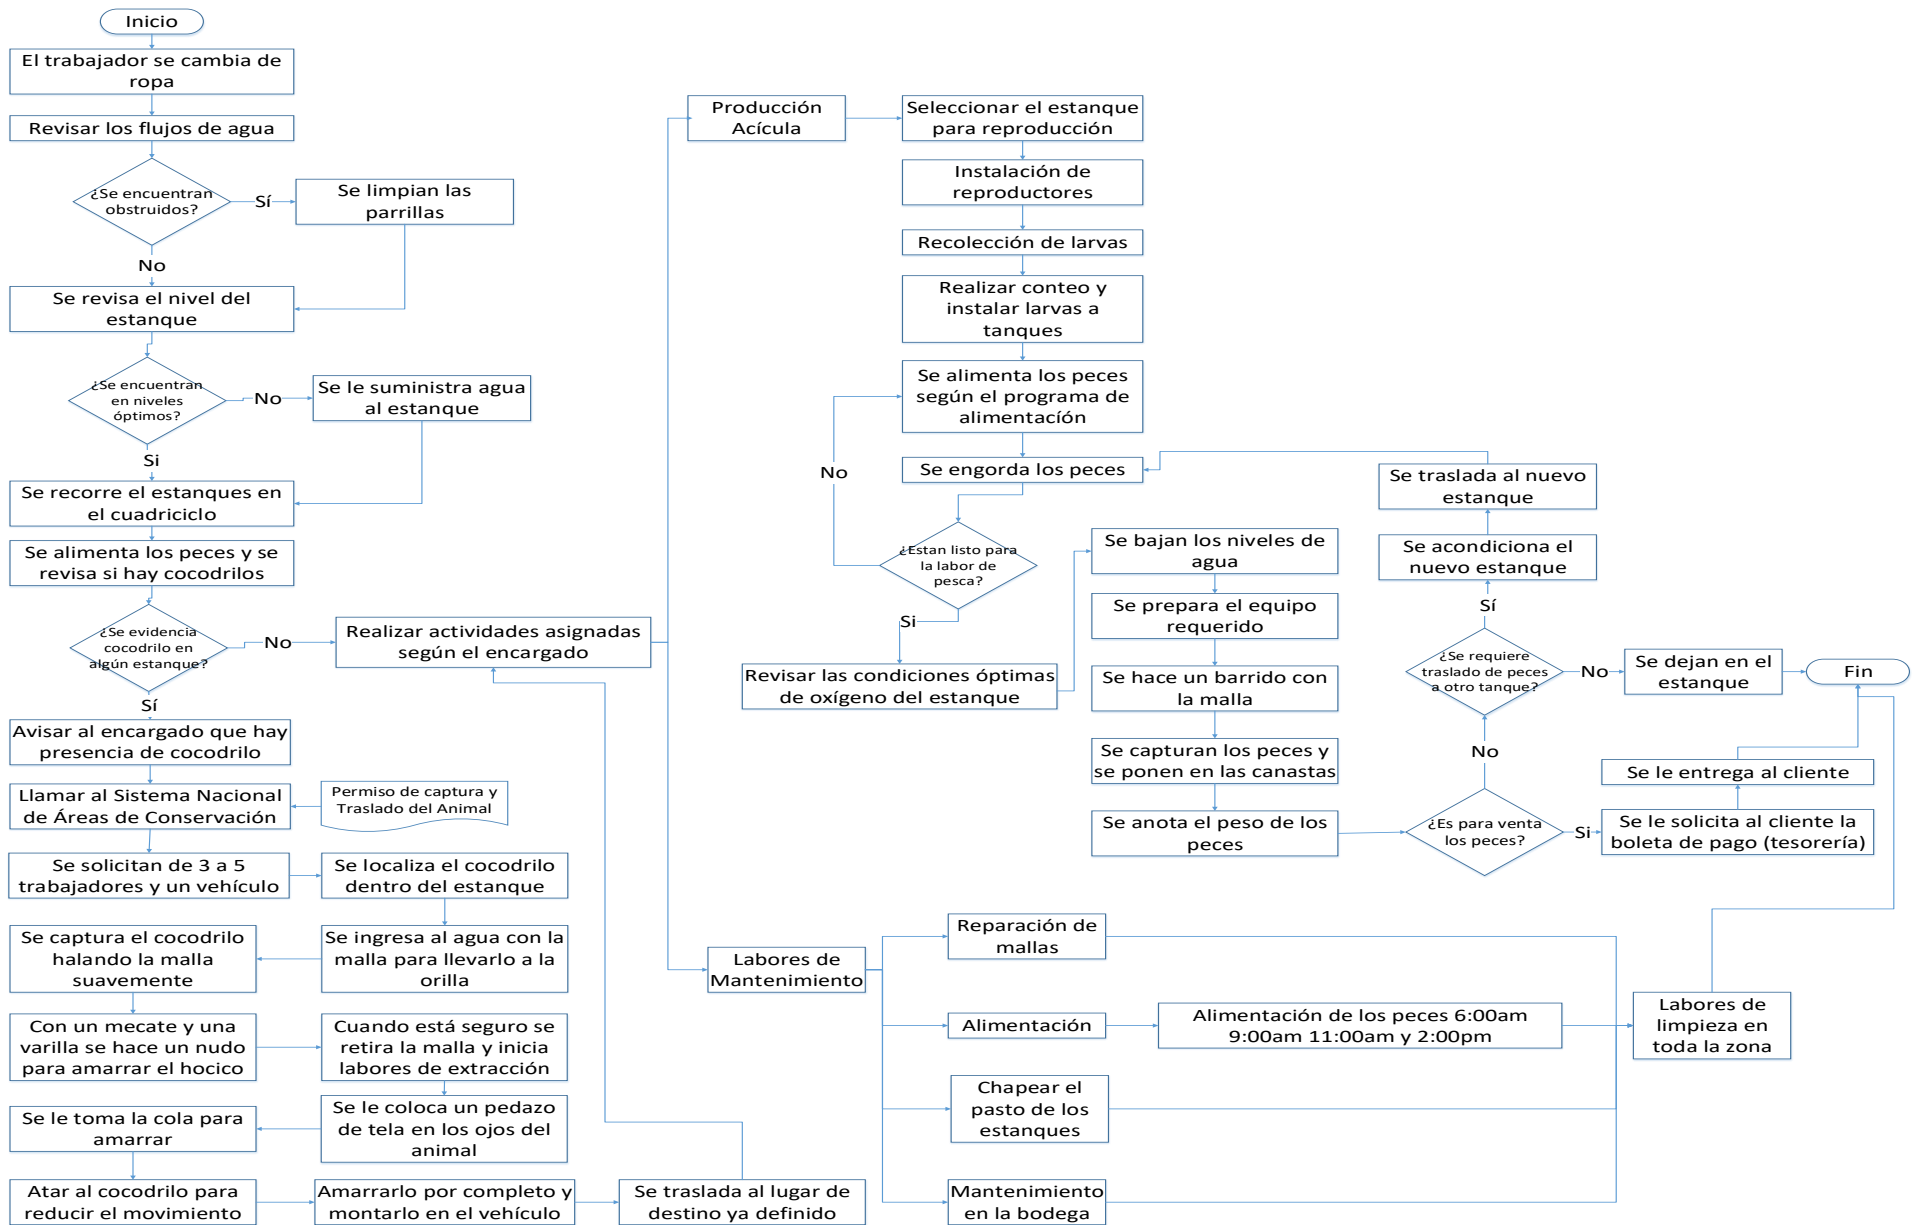 Inicio
El trabajador se cambia de
ropa
Revisar los flujos de agua
¿Se encuentran
obstruidos?
Sí
Se limpian las
parrillas
No
Se revisa el nivel del
estanque
¿Se encuentran
en niveles
óptimos?
No
Se le suministra agua
al estanque
Si
Se recorre el estanques en
el cuadriciclo
Se alimenta los peces y se
revisa si hay cocodrilos
¿Se evidencia
cocodrilo en
algún estanque?
No
Realizar actividades asignadas
según el encargado
Sí
Avisar al encargado que hay
presencia de cocodrilo
Llamar al Sistema Nacional
de Áreas de Conservación
Permiso de captura y
Traslado del Animal
Se solicitan de 3 a 5
trabajadores y un vehículo
Se localiza el cocodrilo
dentro del estanque
Se ingresa al agua con la
malla para llevarlo a la
orilla
Se captura el cocodrilo
halando la malla
suavemente
Con un mecate y una
varilla se hace un nudo
para amarrar el hocico
Cuando está seguro se
retira la malla y inicia
labores de extracción
Se le coloca un pedazo
de tela en los ojos del
animal
Se le toma la cola para
amarrar
Atar al cocodrilo para
reducir el movimiento
Amarrarlo por completo y
montarlo en el vehículo
Se traslada al lugar de
destino ya definido
Producción
Acícula
Seleccionar el estanque
para reproducción
Instalación de
reproductores
Recolección de larvas
Realizar conteo y
instalar larvas a
tanques
Se alimenta los peces
según el programa de
alimentacíón
Se engorda los peces
No
¿Estan listo para
la labor de
pesca?
Si
Revisar las condiciones óptimas
de oxígeno del estanque
Se bajan los niveles de
agua
Se prepara el equipo
requerido
Se hace un barrido con
la malla
Se capturan los peces y
se ponen en las canastas
Se anota el peso de los
peces
¿Es para venta
los peces?
Si
Se le solicita al cliente la
boleta de pago (tesorería)
Se le entrega al cliente
No
¿Se requiere
traslado de peces
a otro tanque?
No
Se dejan en el
estanque
Fin
Sí
Se acondiciona el
nuevo estanque
Se traslada al nuevo
estanque
Labores de
Mantenimiento
Reparación de
mallas
Alimentación
Alimentación de los peces 6:00am
9:00am 11:00am y 2:00pm
Chapear el
pasto de los
estanques
Mantenimiento
en la bodega
Labores de
limpieza en
toda la zona